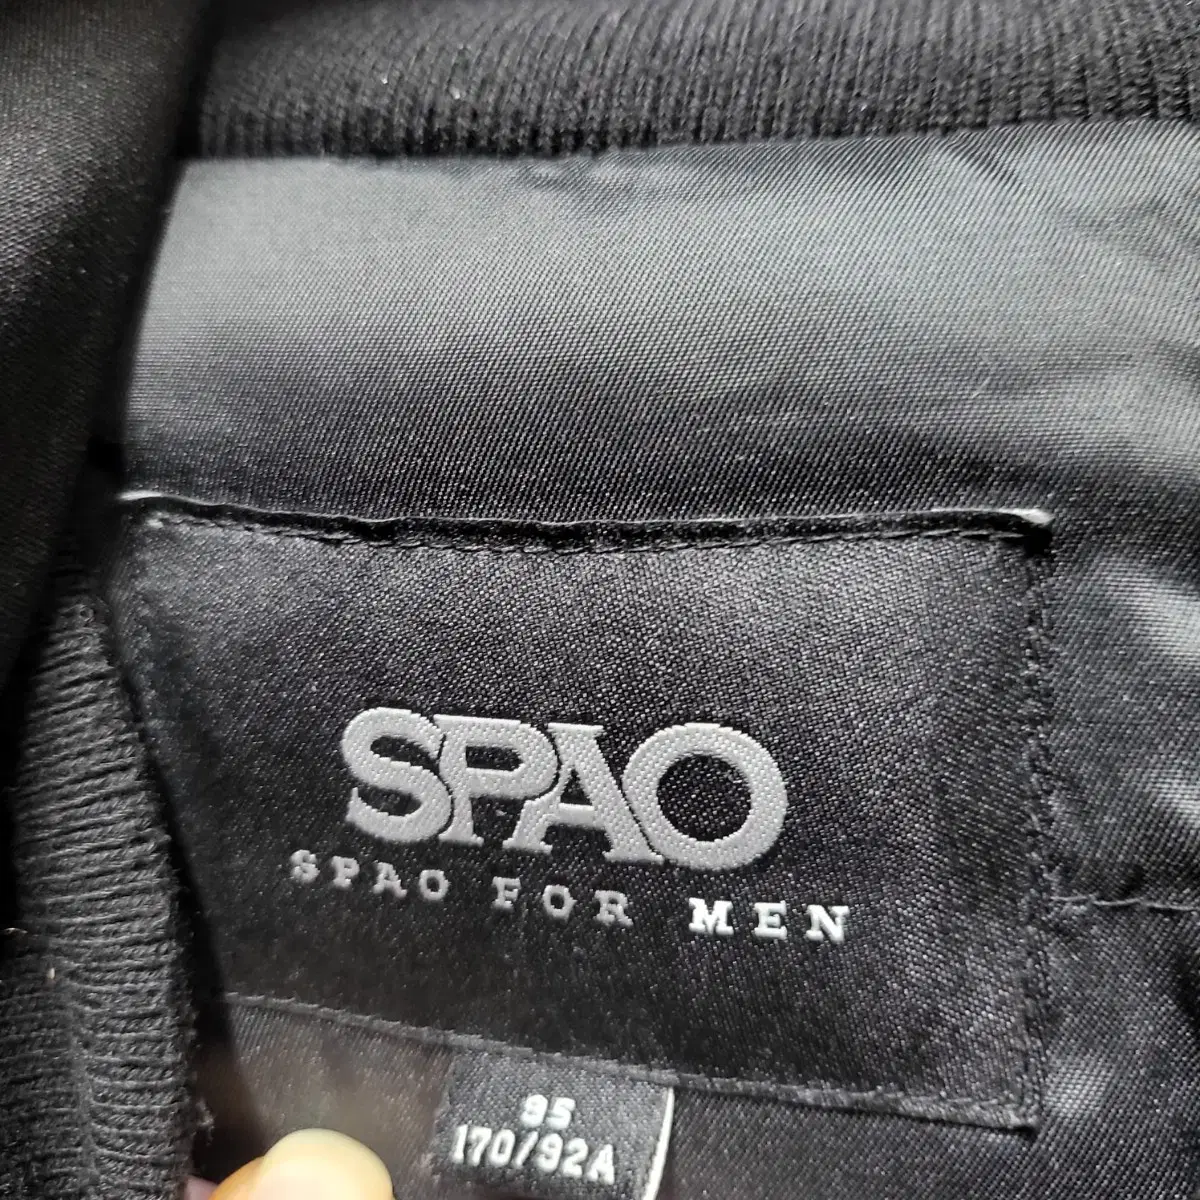 SPAO
SPAO FOR MEN
95
170/92A